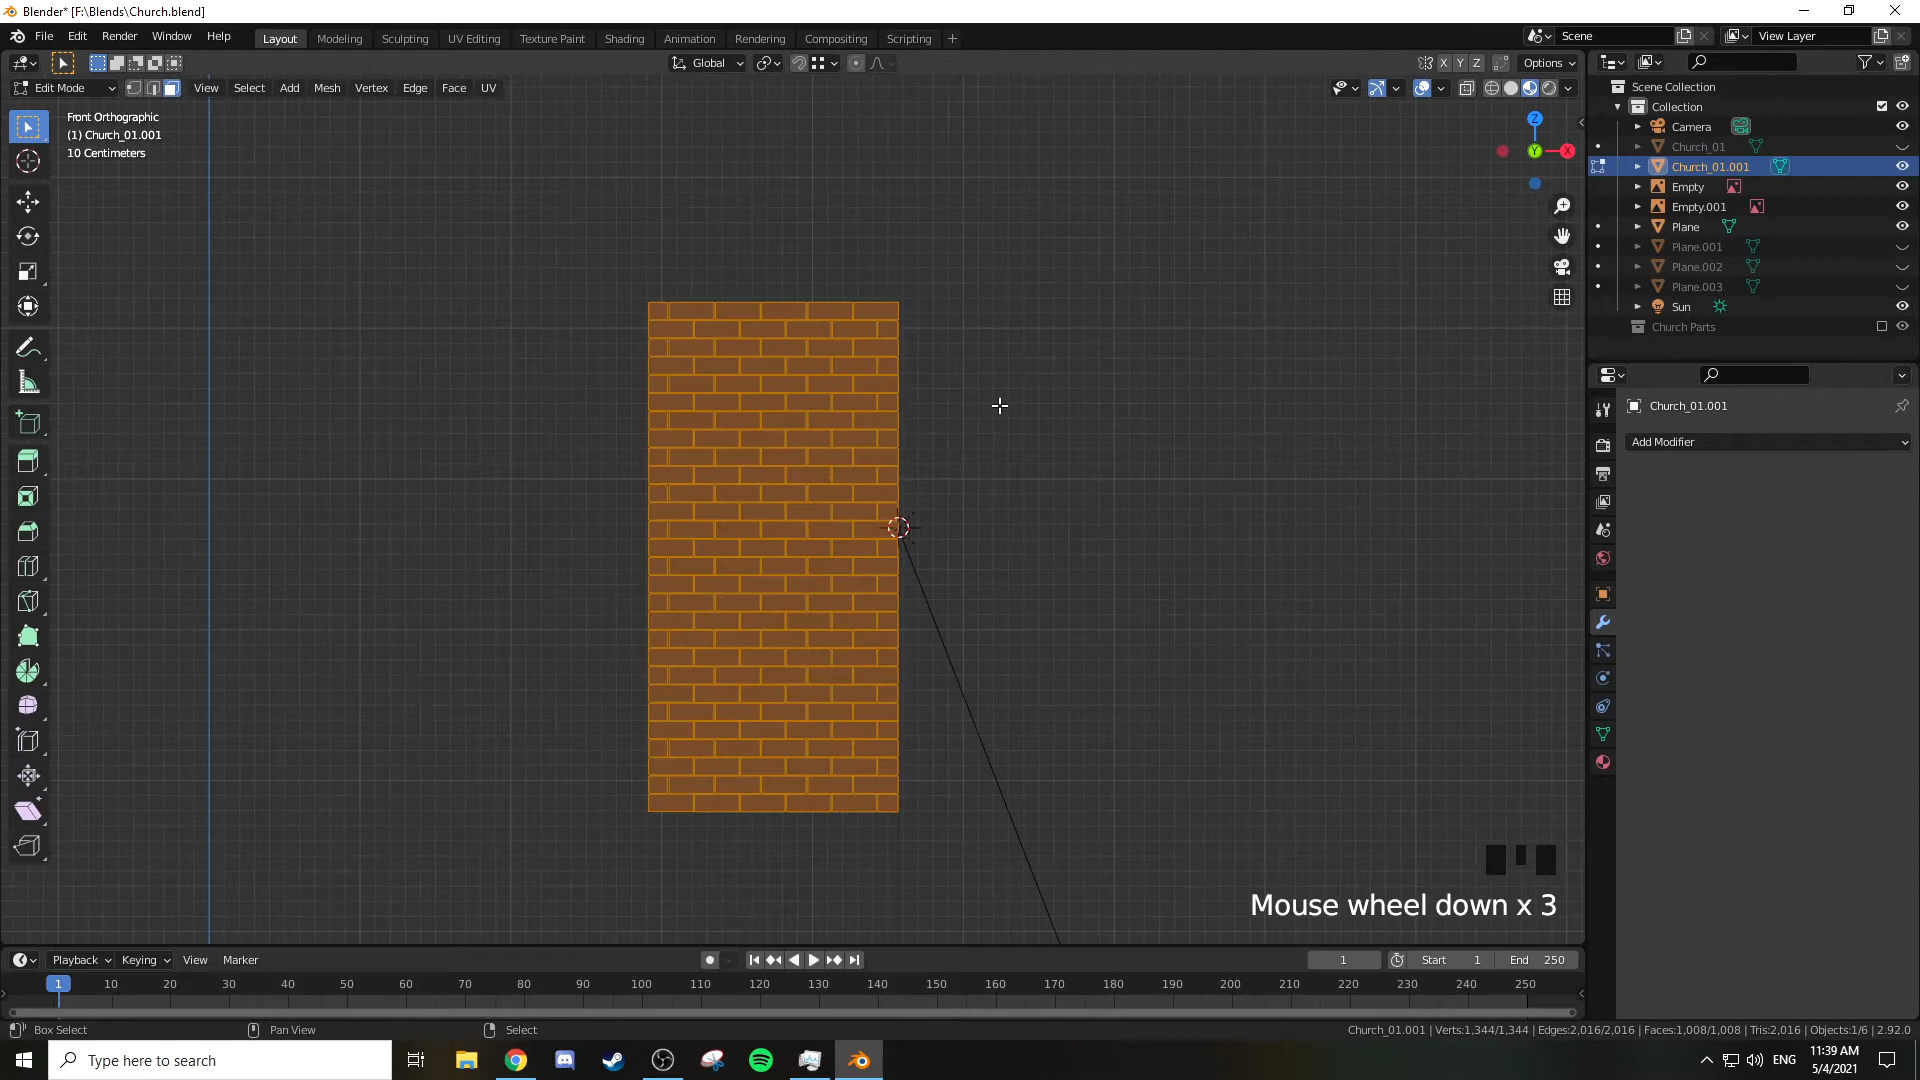 Blender* [F:\Blends\Church.blend]
File Edit Render Window Help
Layout Modeling Sculpting UV Editing Texture Paint Shading Animation Rendering Compositing Scripting +
Scene
View Layer
Global
X Y Z
Options
Edit Mode View Select Add Mesh Vertex Edge Face UV
Front Orthographic
(1) Church_01.001
10 Centimeters
Z
Y
X
Scene Collection
Collection
Camera
Church_01
Church_01.001
Empty
Empty.001
Plane
Plane.001
Plane.002
Plane.003
Sun
Church Parts
Church_01.001
Add Modifier
Mouse wheel down x 3
Playback Keying View Marker
1
Start 1
End 250
1 10 20 30 40 50 60 70 80 90 100 110 120 130 140 150 160 170 180 190 200 210 220 230 240 250
Box Select
Pan View
Select
Church_01.001 | Verts:1,344/1,344 | Edges:2,016/2,016 | Faces:1,008/1,008 | Tris:2,016 | Objects:1/6 | 2.92.0
Type here to search
ENG
11:39 AM
5/4/2021